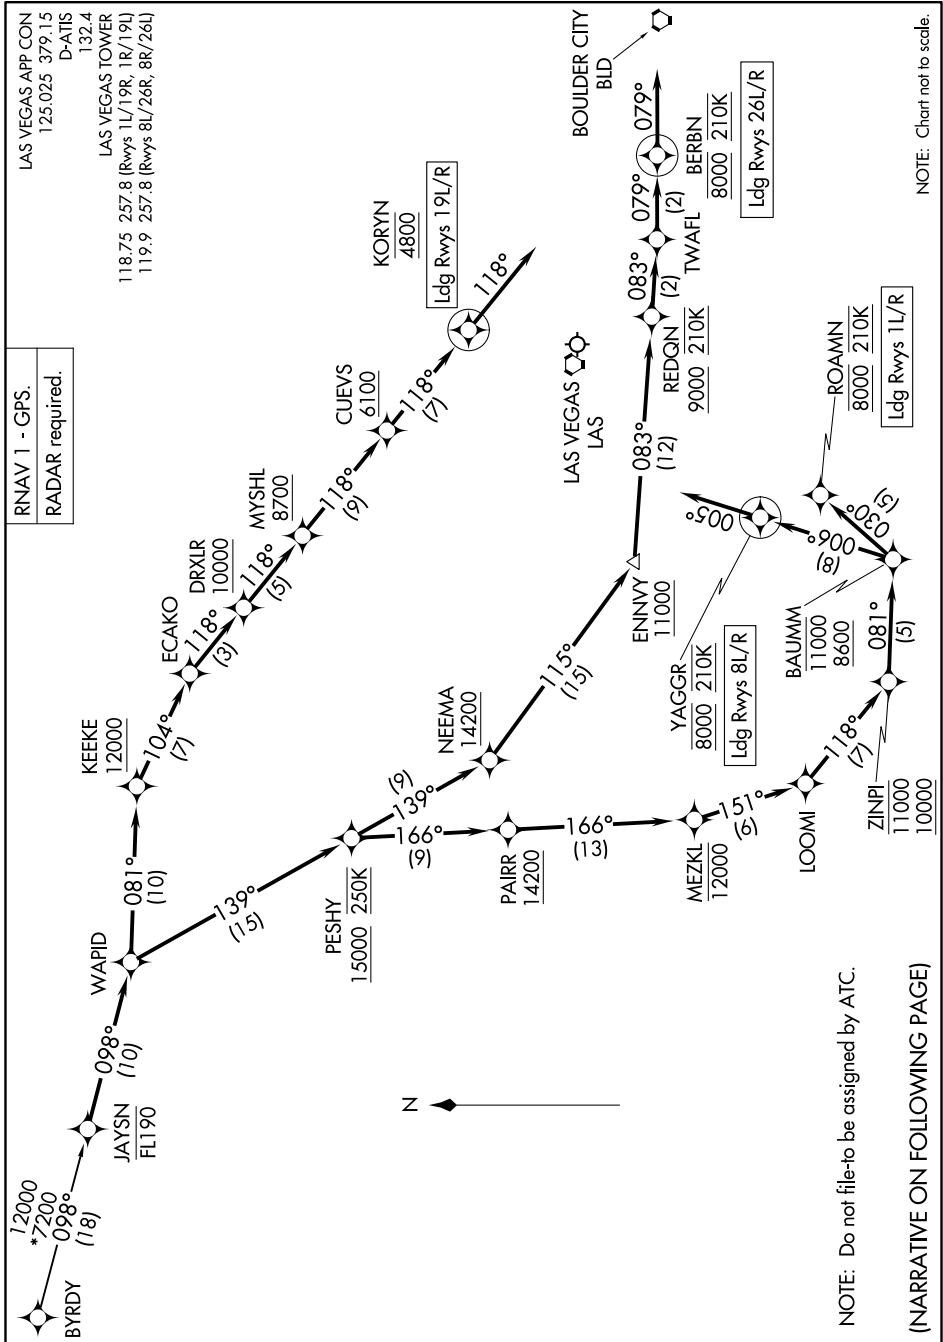 RNAV 1 - GPS.
RADAR required.
LAS VEGAS APP CON
125.025 379.15
D-ATIS
132.4
LAS VEGAS TOWER
118.75 257.8 (Rwys 1L/19R, 1R/19L)
119.9 257.8 (Rwys 8L/26R, 8R/26L)
12000
*7200
098°
(18)
BYRDY
JAYSN
FL190
098°
(10)
WAPID
081°
(10)
KEEKE
12000
104°
(7)
ECAKO
118°
(3)
DRXLR
10000
118°
(5)
MYSHL
8700
118°
(9)
CUEVS
6100
118°
(7)
KORYN
4800
Ldg Rwys 19L/R
118°
139°
(15)
PESHY
15000 250K
139°
(9)
NEEMA
14200
115°
(15)
ENNVY
11000
083°
(12)
LAS VEGAS
LAS
REDQN
9000 210K
083°
(2)
TWAFL
079°
(2)
BERBN
8000 210K
Ldg Rwys 26L/R
079°
BOULDER CITY
BLD
166°
(9)
PAIRR
14200
166°
(13)
MEZKL
12000
151°
(6)
LOOMI
118°
(7)
ZINPI
11000
10000
081°
(5)
BAUMM
11000
8600
006°
(8)
YAGGR
8000 210K
Ldg Rwys 8L/R
005°
030°
(5)
ROAMN
8000 210K
Ldg Rwys 1L/R
N
NOTE: Do not file-to be assigned by ATC.
(NARRATIVE ON FOLLOWING PAGE)
NOTE: Chart not to scale.